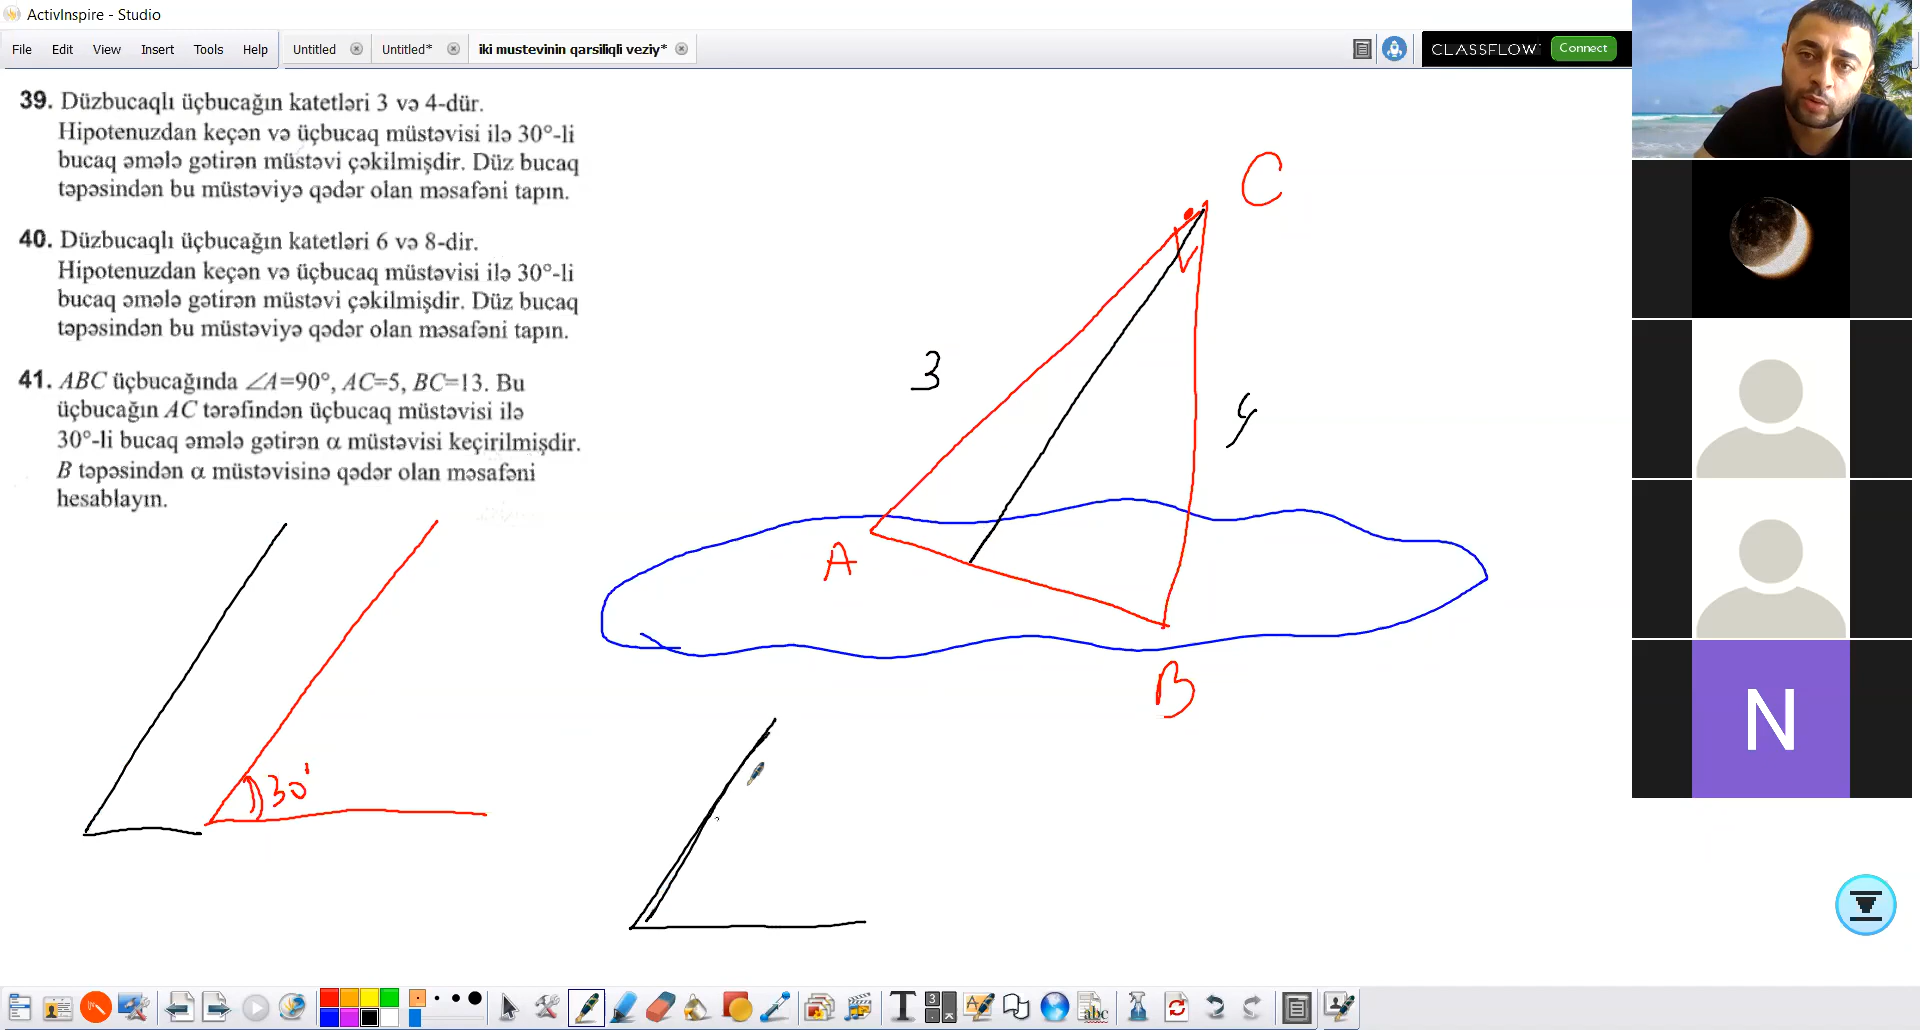 ActivInspire - Studio
File Edit View Insert Tools Help
Untitled
Untitled*
iki mustevinin qarsiliqli veziy*
CLASSFLOW
Connect
39. Düzbucaqlı üçbucağın katetləri 3 və 4-dür.
Hipotenuzdan keçən və üçbucaq müstəvisi ilə 30°-li
bucaq əmələ gətirən müstəvi çəkilmişdir. Düz bucaq
təpəsindən bu müstəviyə qədər olan məsafəni tapın.
40. Düzbucaqlı üçbucağın katetləri 6 və 8-dir.
Hipotenuzdan keçən və üçbucaq müstəvisi ilə 30°-li
bucaq əmələ gətirən müstəvi çəkilmişdir. Düz bucaq
təpəsindən bu müstəviyə qədər olan məsafəni tapın.
41. ABC üçbucağında ∠A=90°, AC=5, BC=13. Bu
üçbucağın AC tərəfindən üçbucaq müstəvisi ilə
30°-li bucaq əmələ gətirən α müstəvisi keçirilmişdir.
B təpəsindən α müstəvisinə qədər olan məsafəni
hesablayın.
C
3
4
A
B
30°
N
T
abc